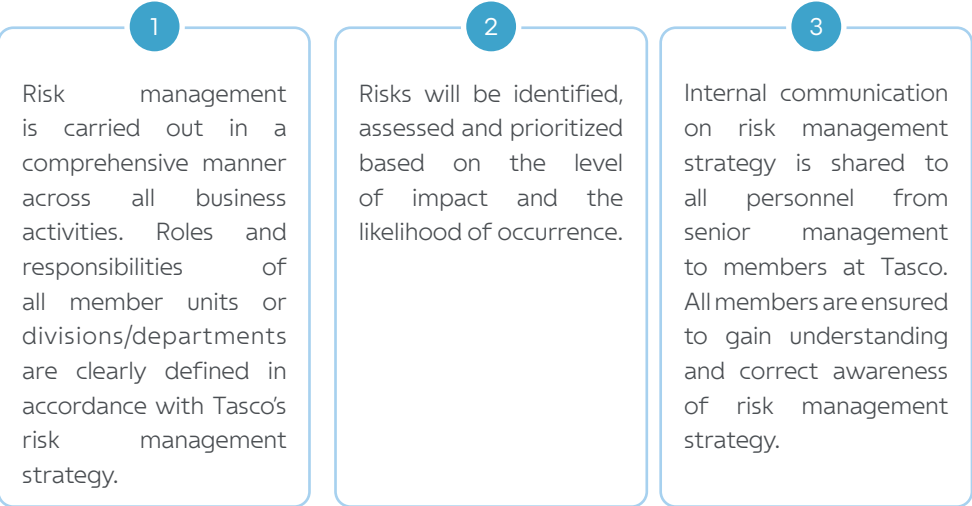 1
Risk management
is carried out in a
comprehensive manner
across all business
activities. Roles and
responsibilities of
all member units or
divisions/departments
are clearly defined in
accordance with Tasco's
risk management
strategy.
2
Risks will be identified,
assessed and prioritized
based on the level
of impact and the
likelihood of occurrence.
3
Internal communication
on risk management
strategy is shared to
all personnel from
senior management
to members at Tasco.
All members are ensured
to gain understanding
and correct awareness
of risk management
strategy.